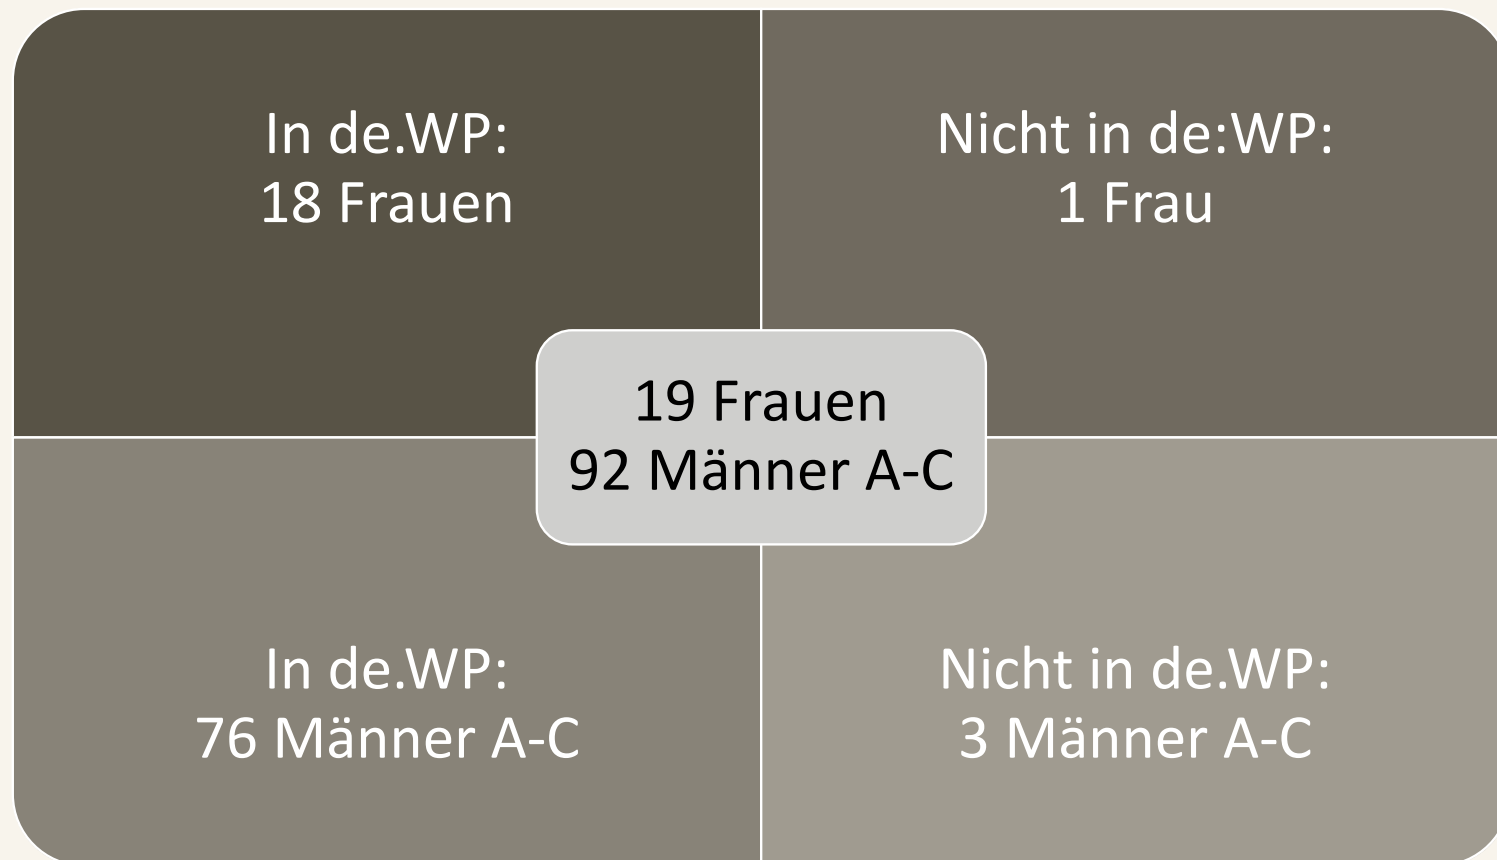 In de.WP:
18 Frauen
Nicht in de:WP:
1 Frau
19 Frauen
92 Männer A-C
In de.WP:
76 Männer A-C
Nicht in de.WP:
3 Männer A-C